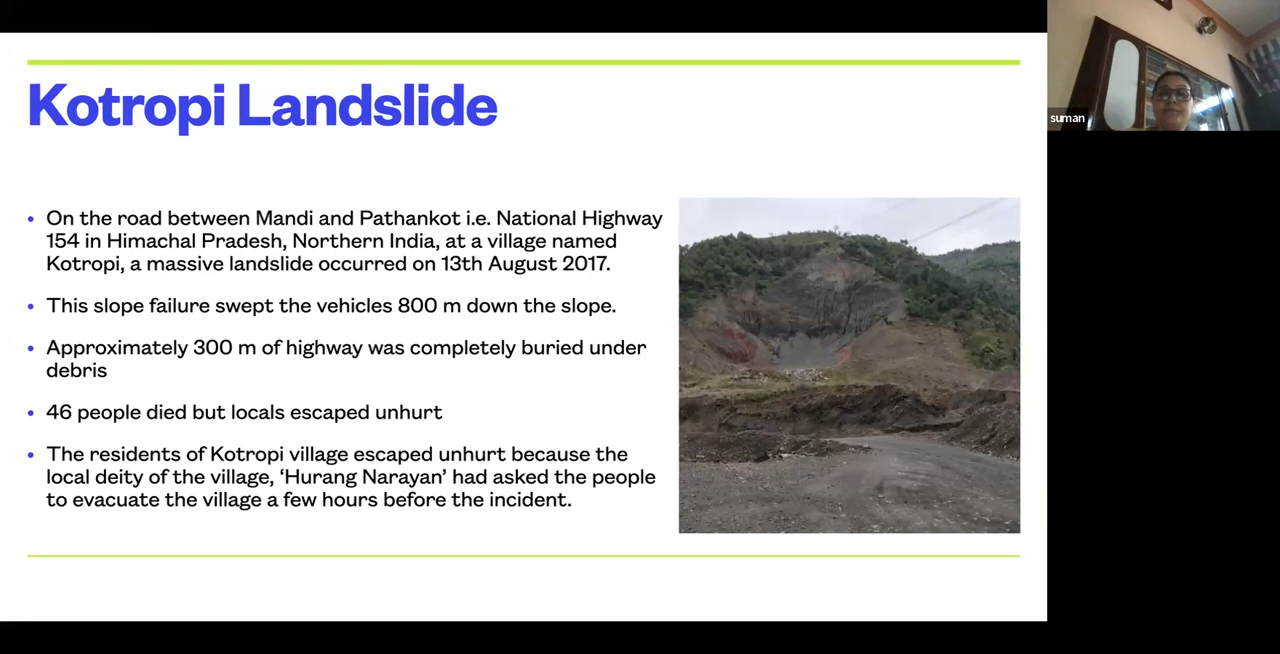 Kotropi Landslide
suman
• On the road between Mandi and Pathankot i.e. National Highway
154 in Himachal Pradesh, Northern India, at a village named
Kotropi, a massive landslide occurred on 13th August 2017.
• This slope failure swept the vehicles 800 m down the slope.
• Approximately 300 m of highway was completely buried under
debris
• 46 people died but locals escaped unhurt
• The residents of Kotropi village escaped unhurt because the
local deity of the village, ‘Hurang Narayan’ had asked the people
to evacuate the village a few hours before the incident.